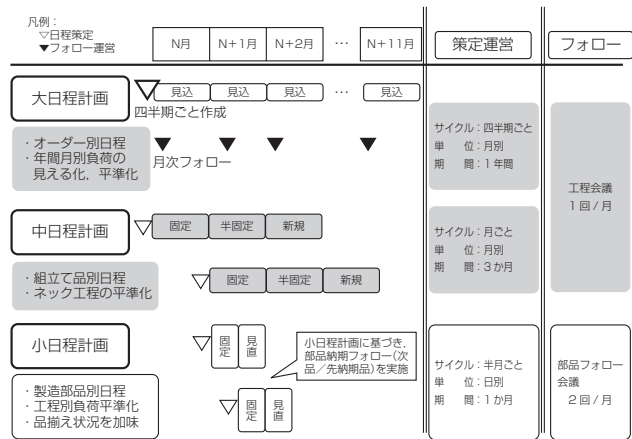 凡例：
▽日程策定
▼フォロー運営
N月 N+1月 N+2月 … N+11月 策定運営 フォロー
大日程計画
見込 見込 見込 … 見込
四半期ごと作成
・オーダー別日程
・年間月別負荷の
見える化，平準化
月次フォロー
サイクル：四半期ごと
単　位：月別
期　間：1年間
工程会議
1回/月
中日程計画
固定 半固定 新規
・組立て品別日程
・ネック工程の平準化
固定 半固定 新規
サイクル：月ごと
単　位：月別
期　間：3か月
小日程計画
固定 見直
小日程計画に基づき，
部品納期フォロー（次
品／先納期品）を実施
・製造部品別日程
・工程別負荷平準化
・品揃え状況を加味
固定 見直
サイクル：半月ごと
単　位：日別
期　間：1か月
部品フォロー
会議
2回/月